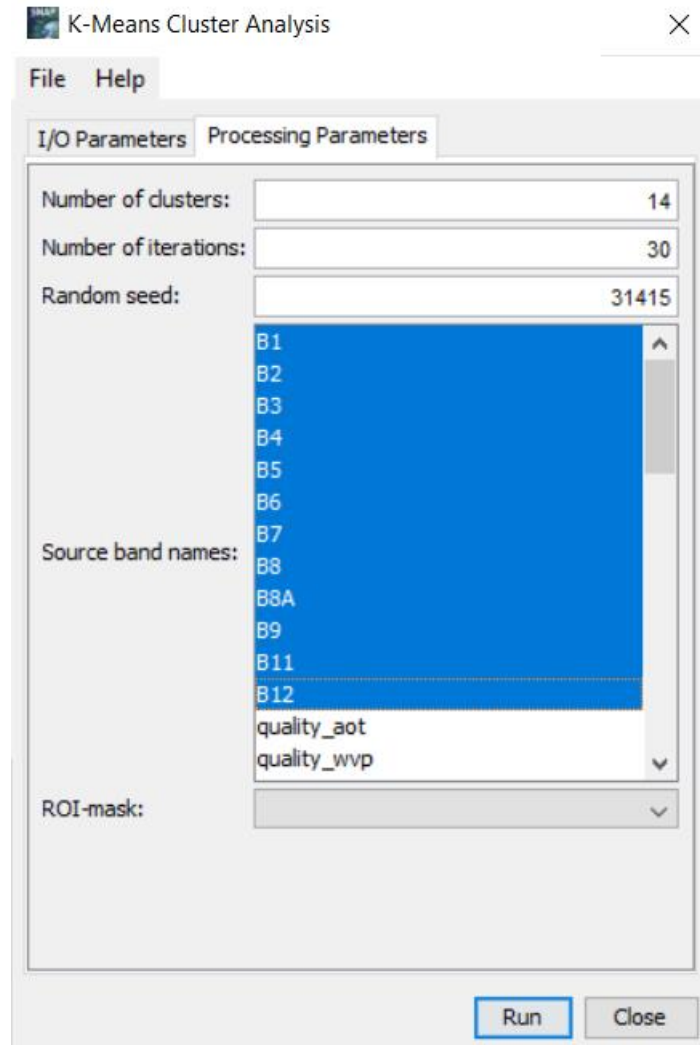 SNAP
K-Means Cluster Analysis
File Help
I/O Parameters Processing Parameters
Number of clusters: 14
Number of iterations: 30
Random seed: 31415
B1
B2
B3
B4
B5
B6
B7
Source band names:
B8
B8A
B9
B11
B12
quality_aot
quality_wvp
ROI-mask:
Run Close